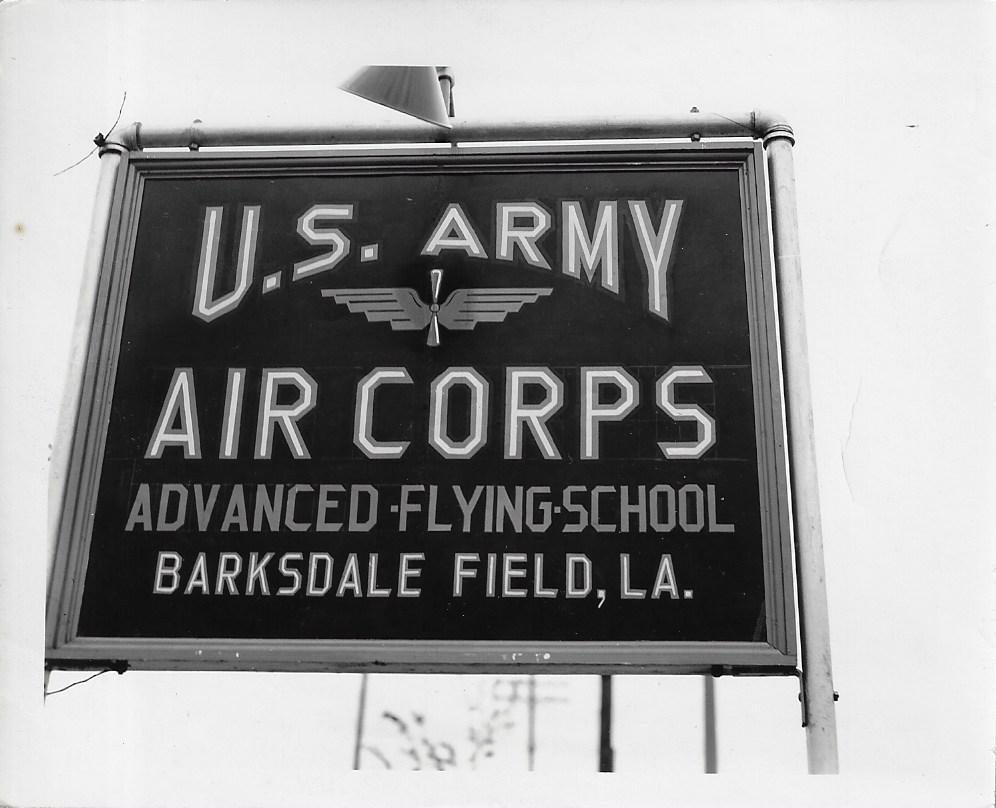 U.S. ARMY
AIR CORPS
ADVANCED-FLYING-SCHOOL
BARKSDALE FIELD, LA.